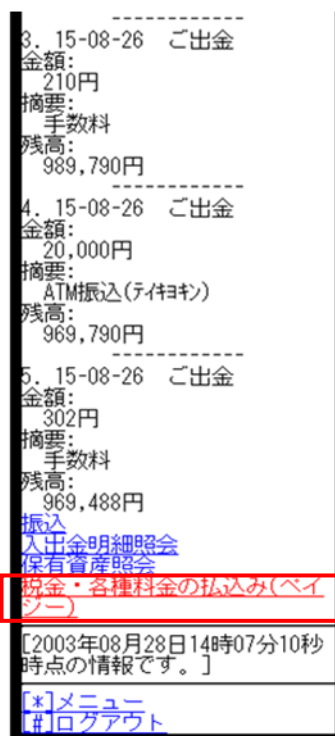 ------------
3. 15-08-26 ご出金
金額:
210円
摘要:
手数料
残高:
989,790円
------------
4. 15-08-26 ご出金
金額:
20,000円
摘要:
ATM振込(ﾃｲｷﾖｷﾝ)
残高:
969,790円
------------
5. 15-08-26 ご出金
金額:
302円
摘要:
手数料
残高:
969,488円
振込
入出金明細照会
保有資産照会
税金・各種料金の払込み(ペイ
ジー)
[2003年08月28日14時07分10秒
時点の情報です。]
[*]メニュー
[#]ログアウト